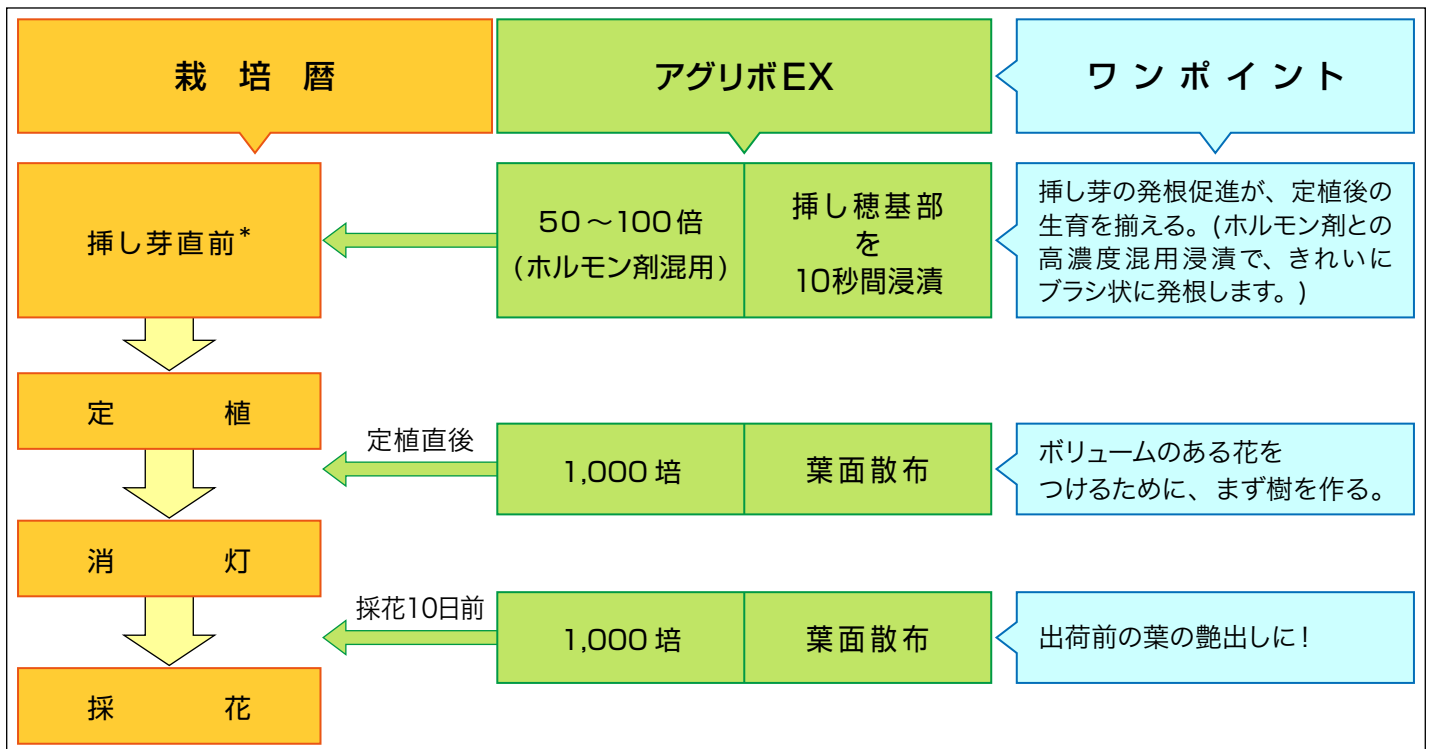 栽培暦
アグリボEX
ワンポイント
挿し芽直前*
50～100倍
(ホルモン剤混用)
挿し穂基部
を
10秒間浸漬
挿し芽の発根促進が、定植後の
生育を揃える。(ホルモン剤との
高濃度混用浸漬で、きれいに
ブラシ状に発根します。)
定植
定植直後
1,000培
葉面散布
ボリュームのある花を
つけるために、まず樹を作る。
消灯
採花10日前
1,000培
葉面散布
出荷前の葉の艶出しに!
採花